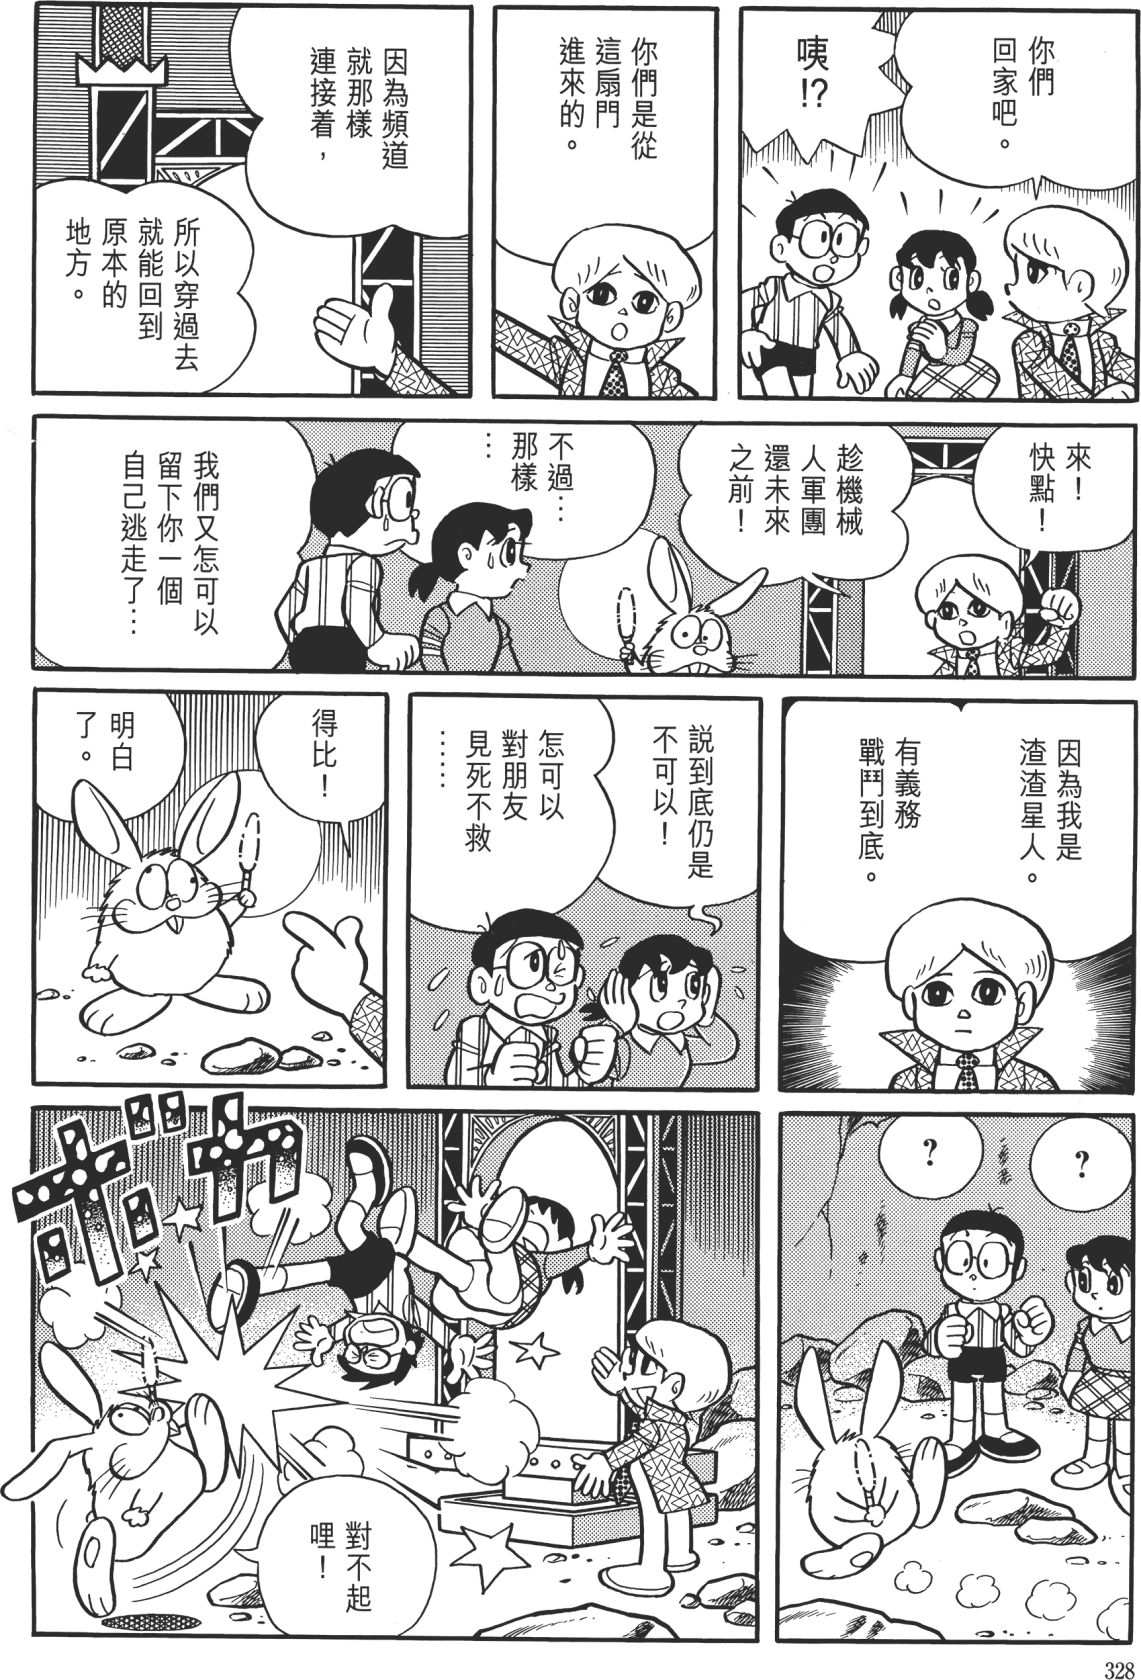 你們
回家吧。
咦!?
你們是從
這扇門
進來的。
因為頻道
就那樣
連接着，
所以穿過去
就能回到
原本的
地方。
來！
快點！
趁機械
人軍團
還未來
之前！
不過…
那樣
…
我們又怎可以
留下你一個
自己逃走了…
因為我是
渣渣星人。
有義務
戰鬥到底。
說到底仍是
不可以！
怎可以
對朋友
見死不救
……
得比！
明白
了。
？
？
ボカ
對不起
哩！
328